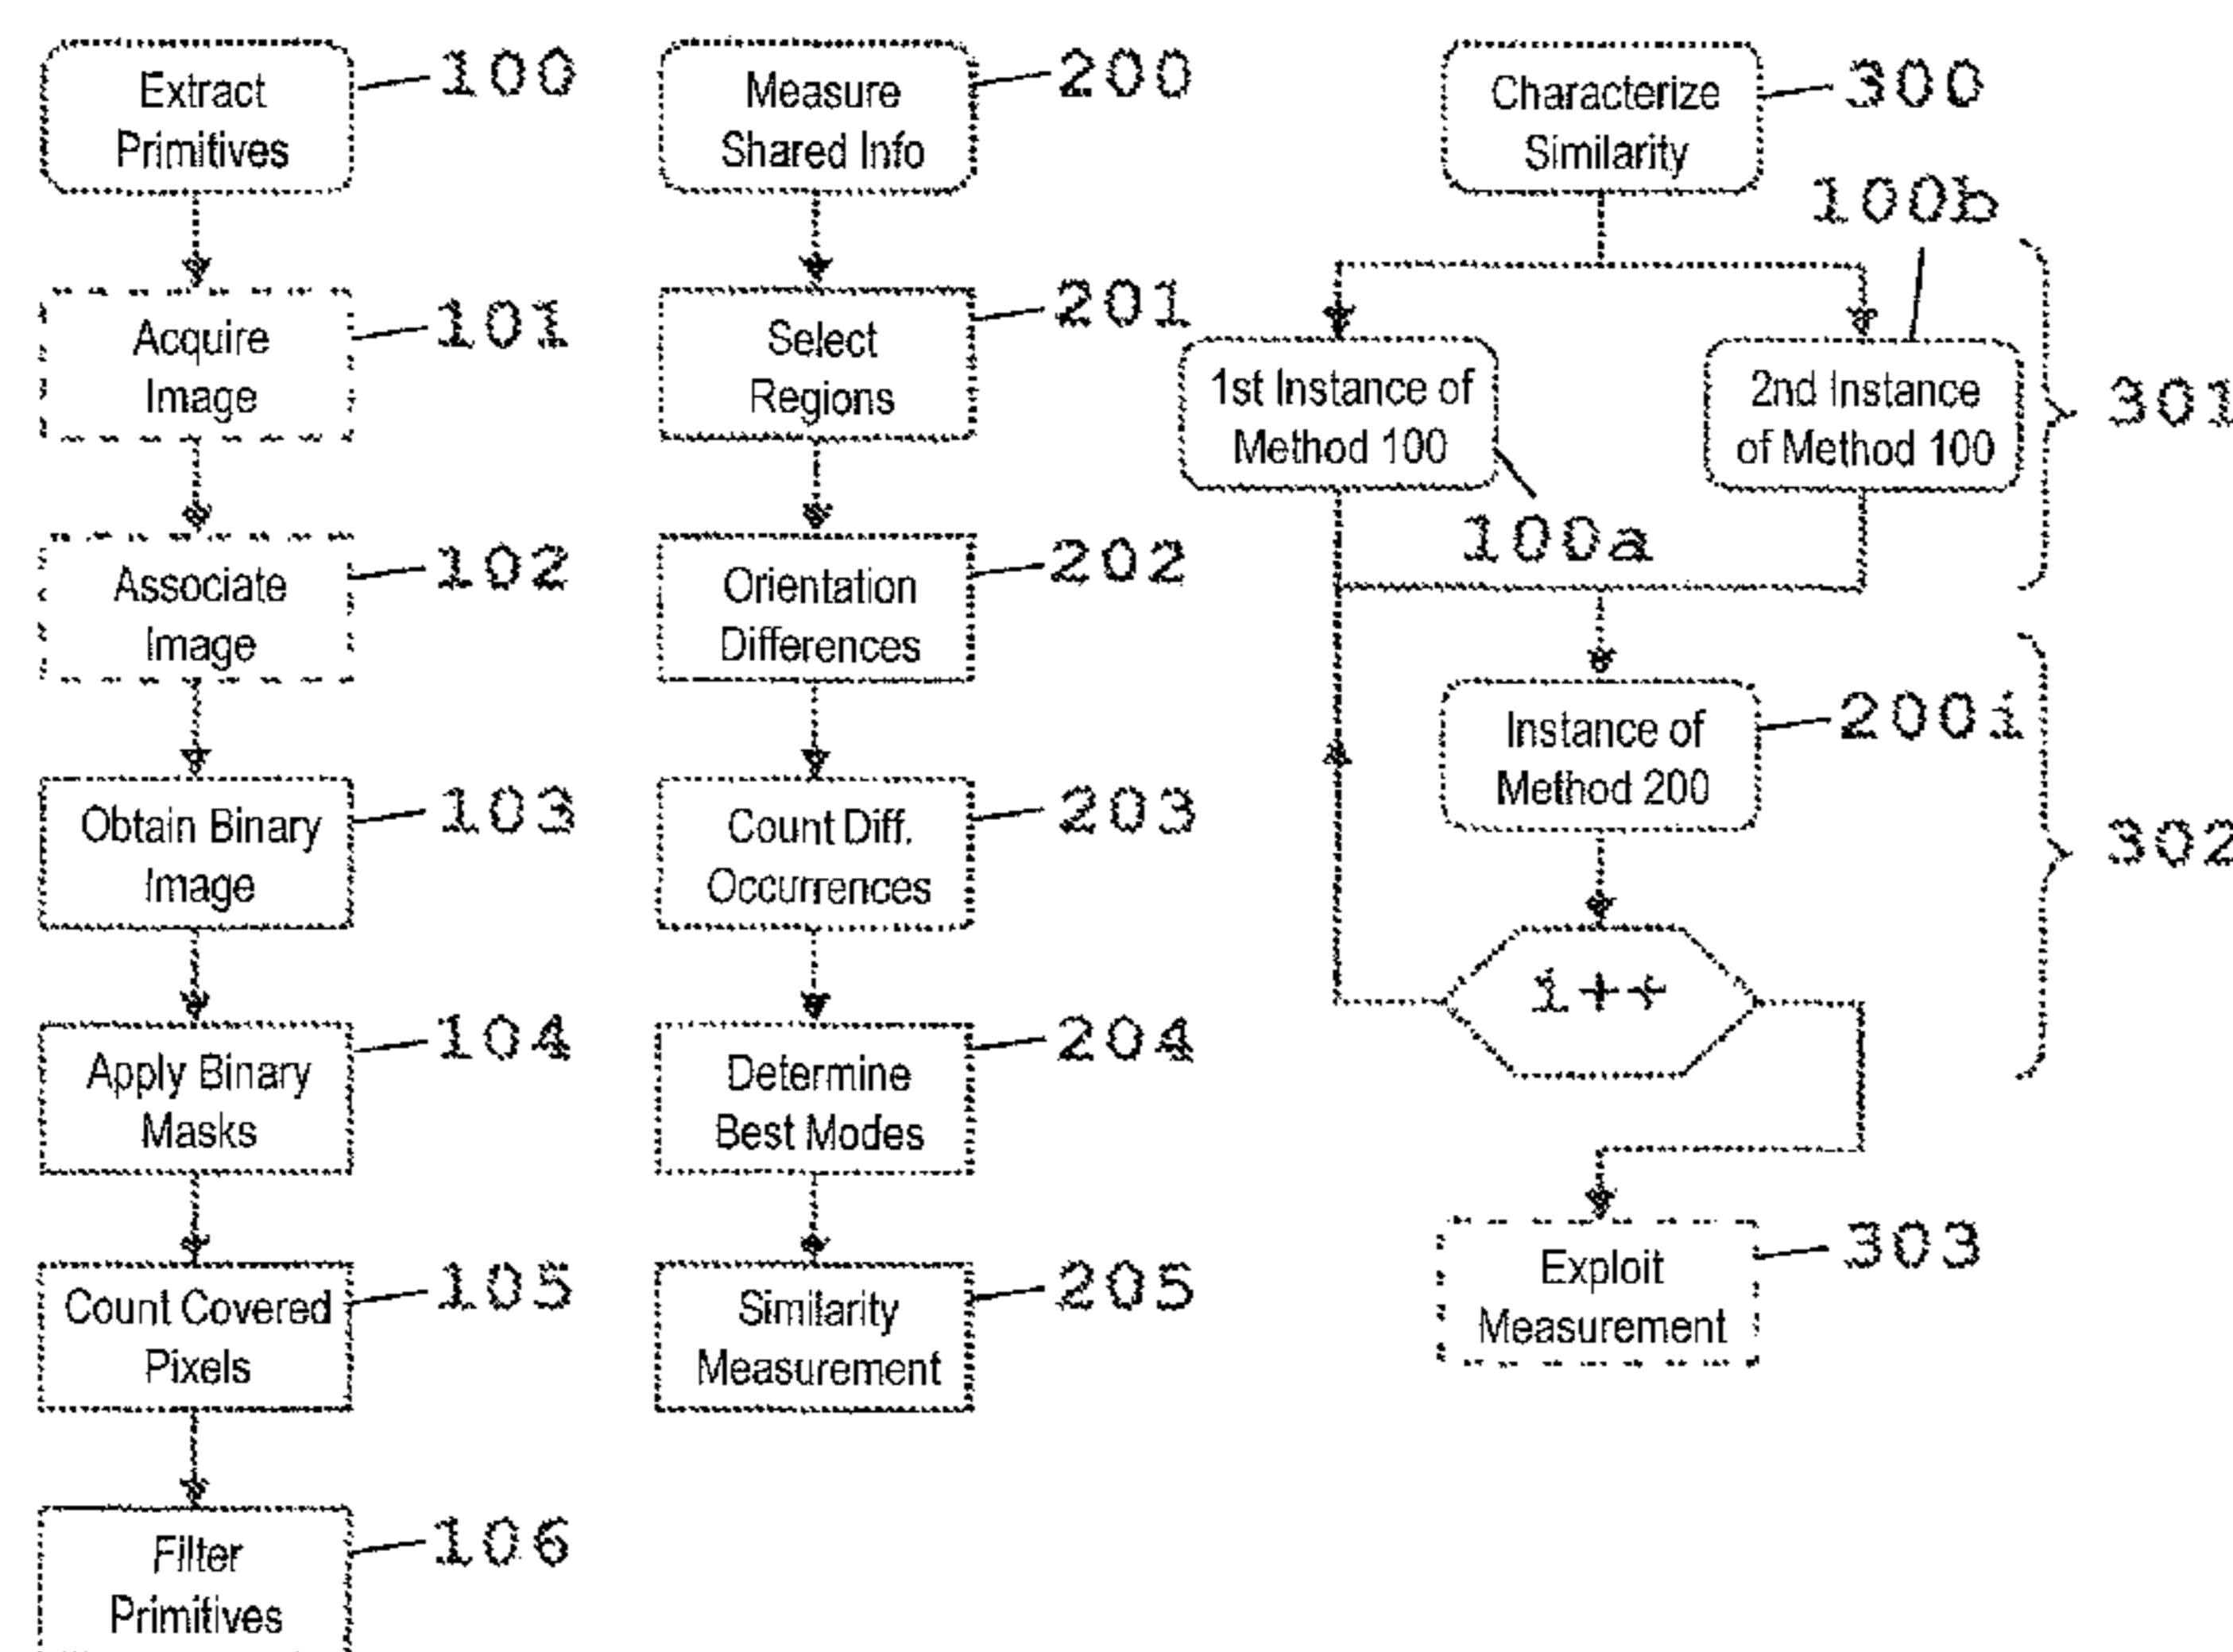 Extract
Primitives
100
Acquire
Image
101
Associate
Image
102
Obtain Binary
Image
103
Apply Binary
Masks
104
Count Covered
Pixels
105
Filter
Primitives
106
Measure
Shared Info
200
Select
Regions
201
Orientation
Differences
202
Count Diff.
Occurrences
203
Determine
Best Modes
204
Similarity
Measurement
205
Characterize
Similarity
300
100b
1st Instance of
Method 100
100a
2nd Instance
of Method 100
301
Instance of
Method 200
200i
i++
302
Exploit
Measurement
303